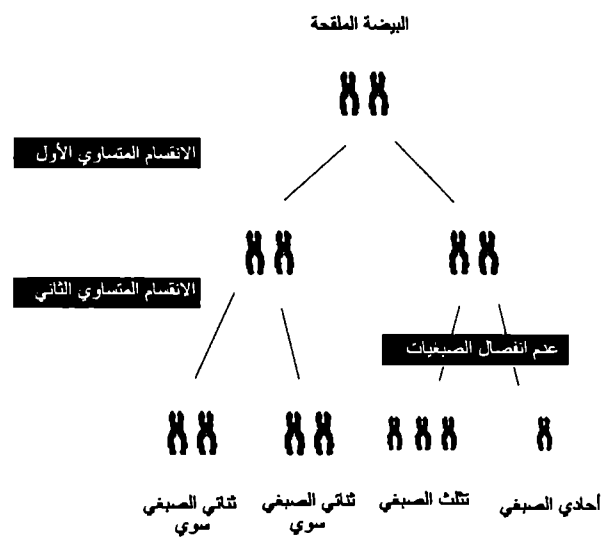 البيضة الملقحة
الانقسام المتساوي الأول
الانقسام المتساوي الثاني
عدم انفصال الصبغيات
أحادي الصبغي
تثلث الصبغي
ثنائي الصبغي
سوي
ثنائي الصبغي
سوي